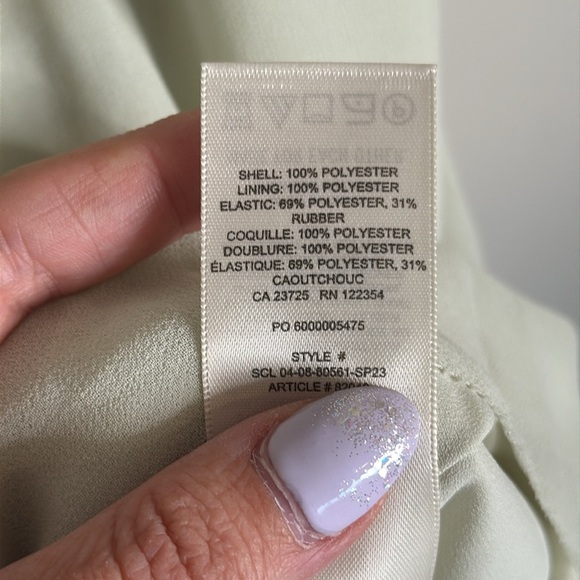 SHELL: 100% POLYESTER
LINING: 100% POLYESTER
ELASTIC: 69% POLYESTER, 31%
RUBBER
COQUILLE: 100% POLYESTER
DOUBLURE: 100% POLYESTER
ÉLASTIQUE: 69% POLYESTER, 31%
CAOUTCHOUC
CA 23725 RN 122354
PO 6000005475
STYLE #
SCL 04-08-80561-SP23
ARTICLE #